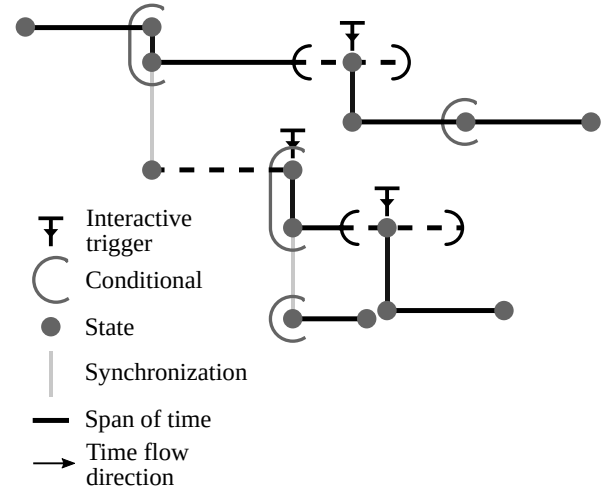 Interactive
trigger
Conditional
State
Synchronization
Span of time
Time flow
direction